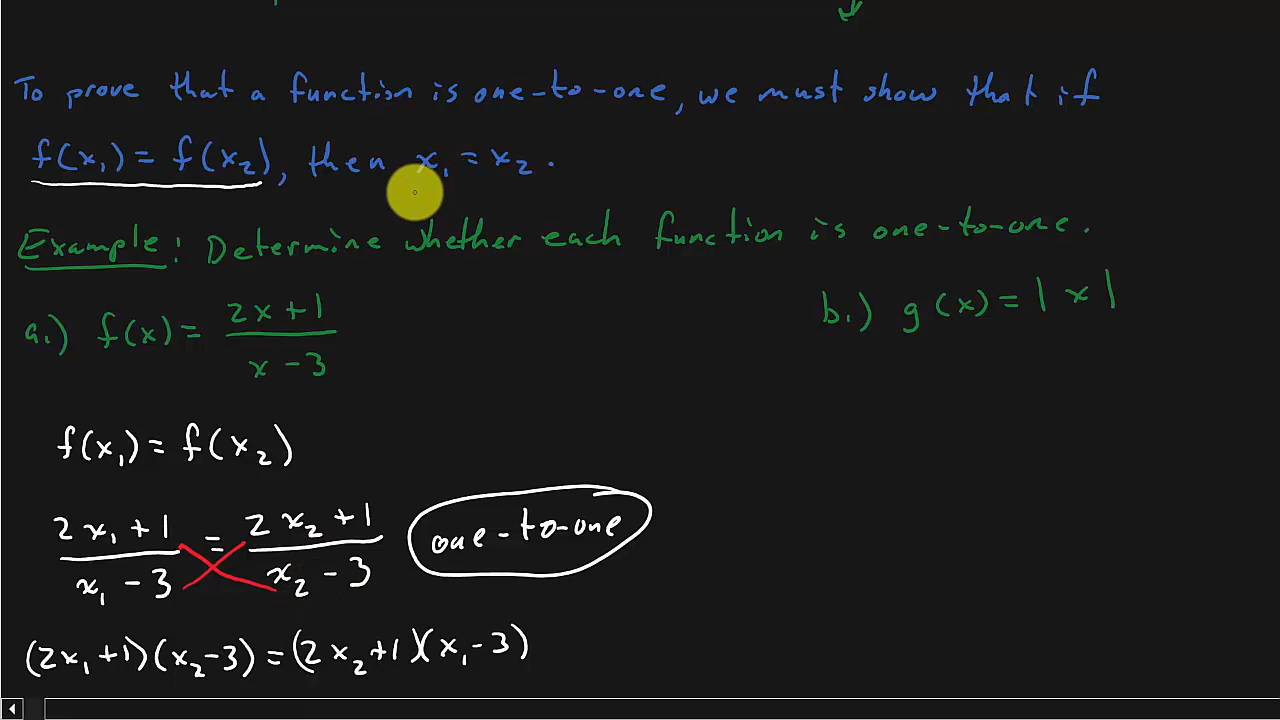 To prove that a function is one-to-one, we must show that if
f(x₁) = f(x₂), then x₁ = x₂.
Example: Determine whether each function is one-to-one.
a.) f(x) = (2x + 1)/(x - 3)
b.) g(x) = |x|
f(x₁) = f(x₂)
(2x₁ + 1)/(x₁ - 3) = (2x₂ + 1)/(x₂ - 3)
one-to-one
(2x₁ + 1)(x₂ - 3) = (2x₂ + 1)(x₁ - 3)